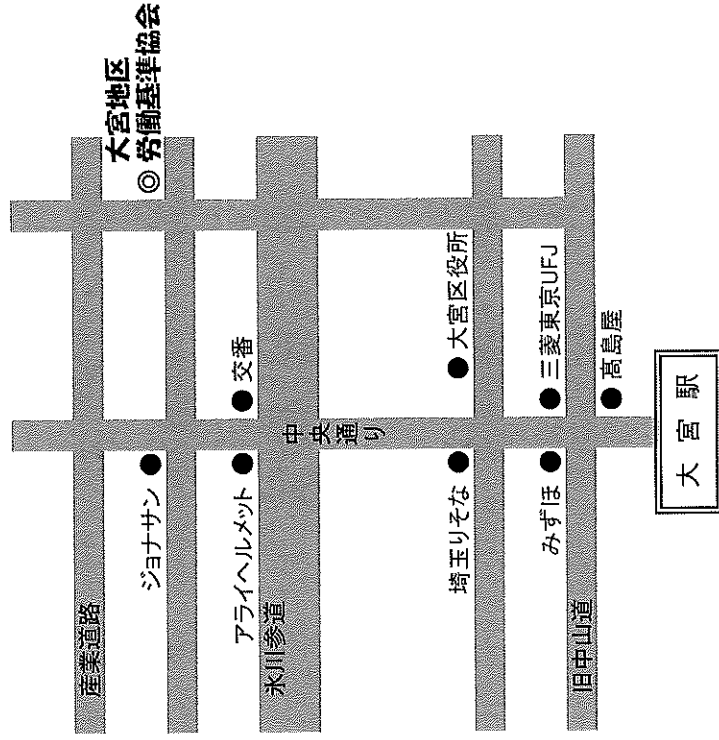 大宮地区
◎労働基準協会
産業道路
ジョナサン
アライヘルメット
交番
氷川参道
中央通り
埼玉りそな
大宮区役所
みずほ
三菱東京UFJ
旧中山道
髙島屋
大宮駅